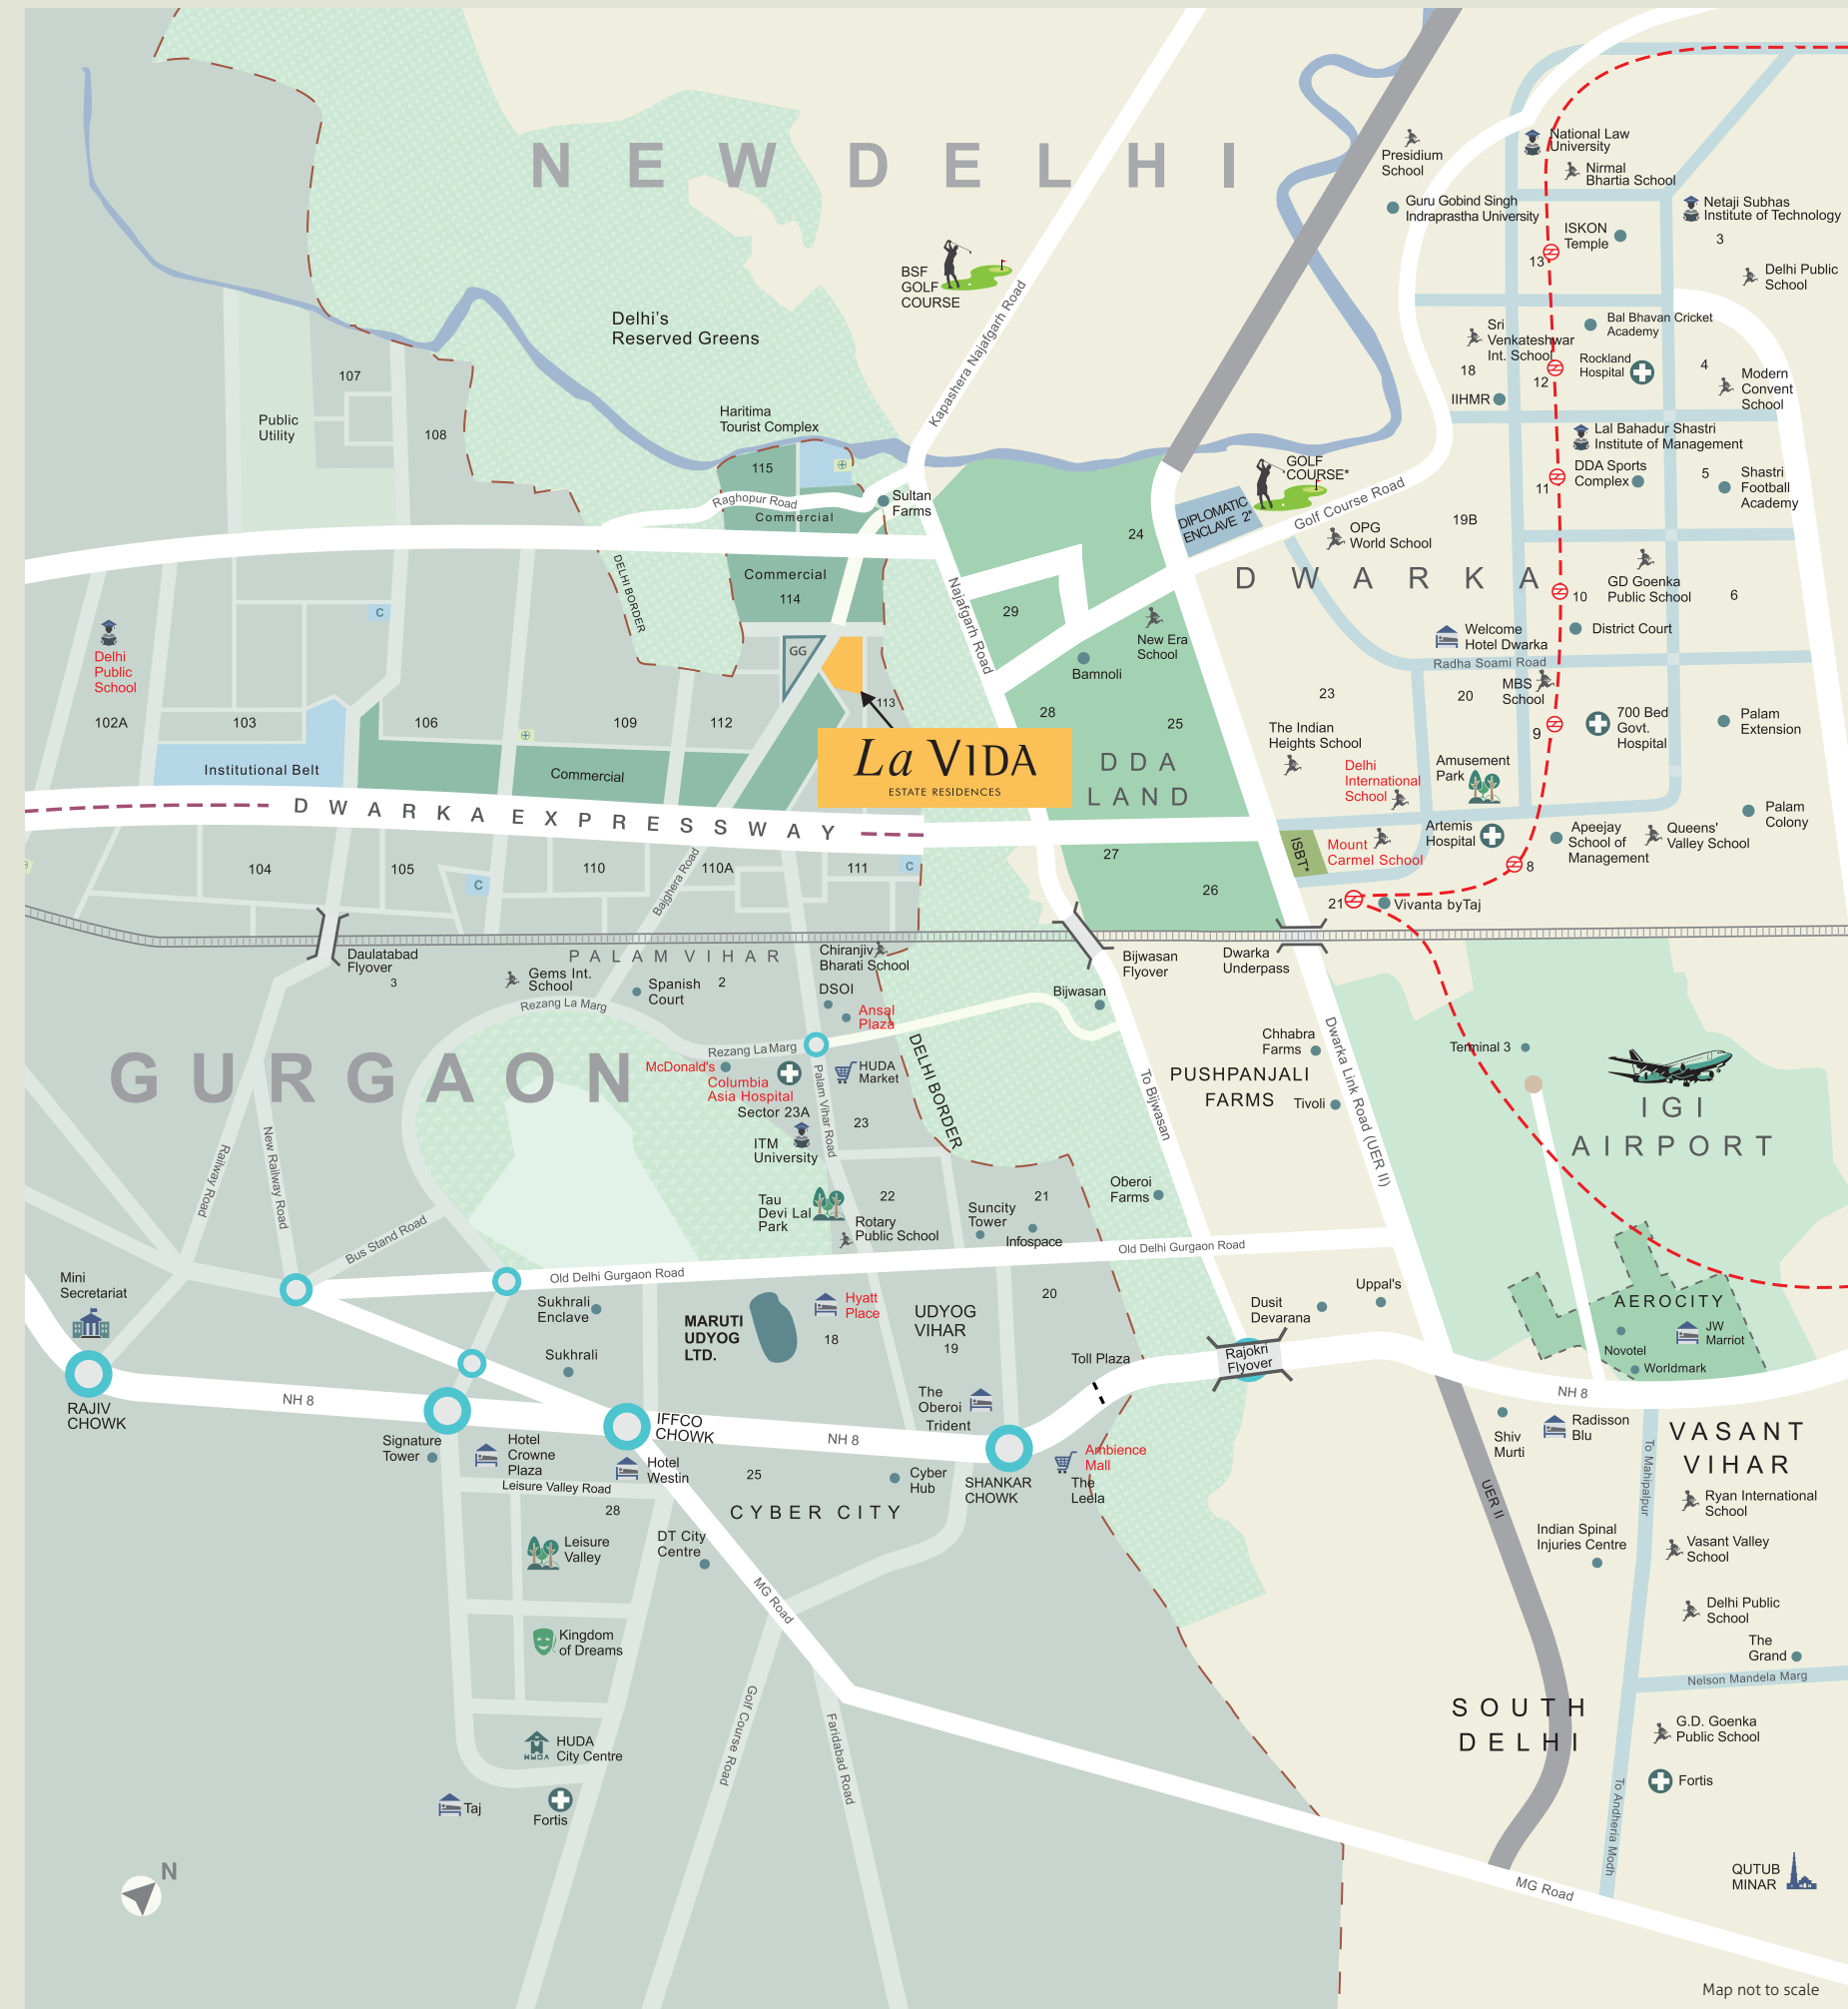 NEW DELHI
Presidium
School
National Law
University
Nirmal
Bhartia School
Guru Gobind Singh
Indraprastha University
Netaji Subhas
Institute of Technology
ISKON
Temple
3
13
Delhi Public
School
BSF
GOLF
COURSE
Kapashera Najafgarh Road
Delhi's
Reserved Greens
Sri
Venkateshwar
Int. School
Bal Bhavan Cricket
Academy
Rockland
Hospital
18
12
4
Modern
Convent
School
IIHMR
107
108
Public
Utility
Haritima
Tourist Complex
115
Raghopur Road
Commercial
Sultan
Farms
Lal Bahadur Shastri
Institute of Management
DDA Sports
Complex
11
5
Shastri
Football
Academy
GOLF
COURSE*
DIPLOMATIC
ENCLAVE 2*
Golf Course Road
OPG
World School
19B
24
DWARKA
GD Goenka
Public School
10
6
DELHI BORDER
Commercial
114
C
29
Najafgarh Road
New Era
School
Bamnoli
Welcome
Hotel Dwarka
District Court
Radha Soami Road
MBS
School
Delhi
Public
School
GG
113
102A
103
106
109
112
28
25
23
20
9
700 Bed
Govt.
Hospital
Palam
Extension
The Indian
Heights School
Delhi
International
School
Amusement
Park
Institutional Belt
Commercial
La VIDA
ESTATE RESIDENCES
DDA
LAND
DWARKA EXPRESSWAY
Palam
Colony
ISBT*
Mount
Carmel School
Artemis
Hospital
Apeejay
School of
Management
Queens'
Valley School
8
104
105
C
110
110A
111
C
27
26
Bajghera Road
21
Vivanta byTaj
Daulatabad
Flyover
3
PALAM VIHAR
Gems Int.
School
Spanish
Court
2
Chiranjiv
Bharati School
DSOI
Ansal
Plaza
Bijwasan
Flyover
Dwarka
Underpass
Bijwasan
Rezang La Marg
Rezang La Marg
GURGAON
McDonald's
Columbia
Asia Hospital
Sector 23A
HUDA
Market
DELHI BORDER
Palam Vihar Road
23
ITM
University
To Bijwasan
Chhabra
Farms
PUSHPANJALI
FARMS
Tivoli
Dwarka Link Road (UER II)
Terminal 3
IGI
AIRPORT
Railway Road
New Railway Road
Bus Stand Road
Tau
Devi Lal
Park
22
Rotary
Public School
Suncity
Tower
21
Infospace
Oberoi
Farms
Old Delhi Gurgaon Road
Old Delhi Gurgaon Road
Mini
Secretariat
Sukhrali
Enclave
MARUTI
UDYOG
LTD.
Hyatt
Place
18
UDYOG
VIHAR
19
20
Dusit
Devarana
Uppal's
AEROCITY
JW
Marriot
Novotel
Worldmark
Sukhrali
Toll Plaza
Rajokri
Flyover
RAJIV
CHOWK
NH 8
IFFCO
CHOWK
NH 8
The
Oberoi
Trident
NH 8
Signature
Tower
Hotel
Crowne
Plaza
Leisure Valley Road
Hotel
Westin
25
Cyber
Hub
SHANKAR
CHOWK
Ambience
Mall
The
Leela
Shiv
Murti
Radisson
Blu
VASANT
VIHAR
To Mahipalpur
28
CYBER CITY
UER II
Ryan International
School
Leisure
Valley
DT City
Centre
Indian Spinal
Injuries Centre
Vasant Valley
School
MG Road
Delhi Public
School
Kingdom
of Dreams
The
Grand
Nelson Mandela Marg
SOUTH
DELHI
G.D. Goenka
Public School
HUDA
City Centre
Golf Course Road
Faridabad Road
Fortis
Taj
Fortis
To Andheria Modh
N
QUTUB
MINAR
MG Road
Map not to scale